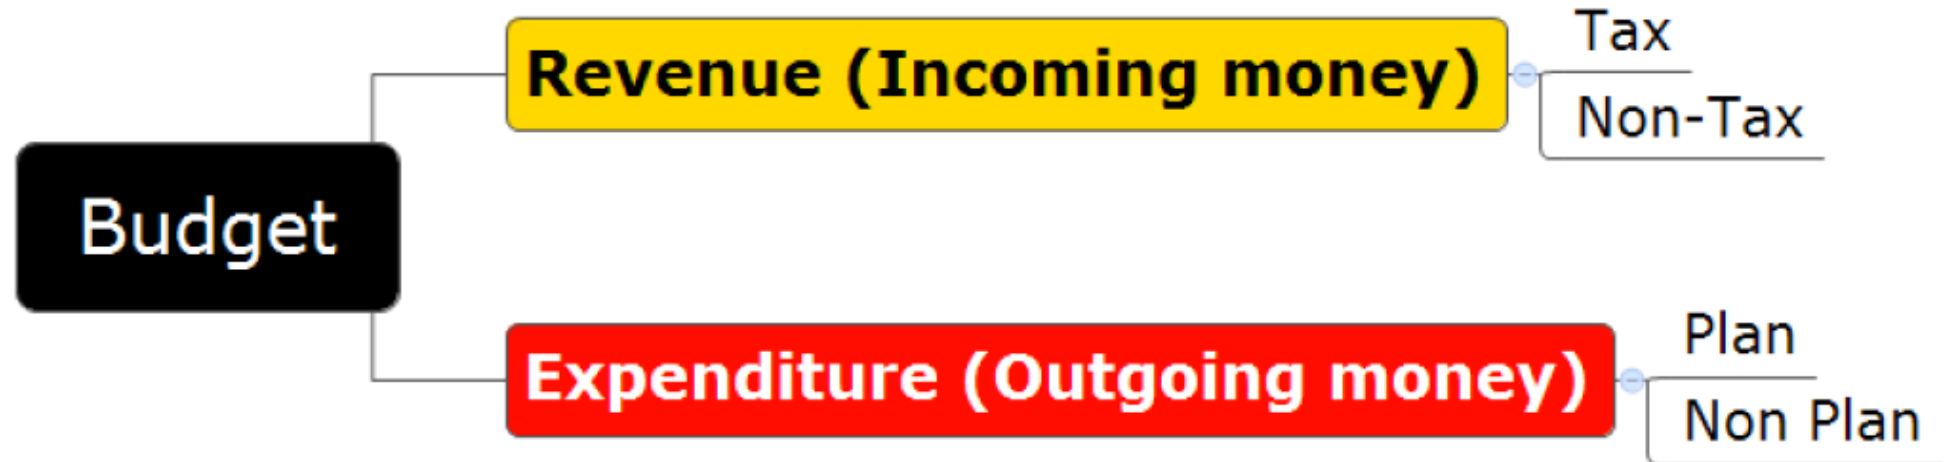 Budget
Revenue (Incoming money)
Tax
Non-Tax
Expenditure (Outgoing money)
Plan
Non Plan